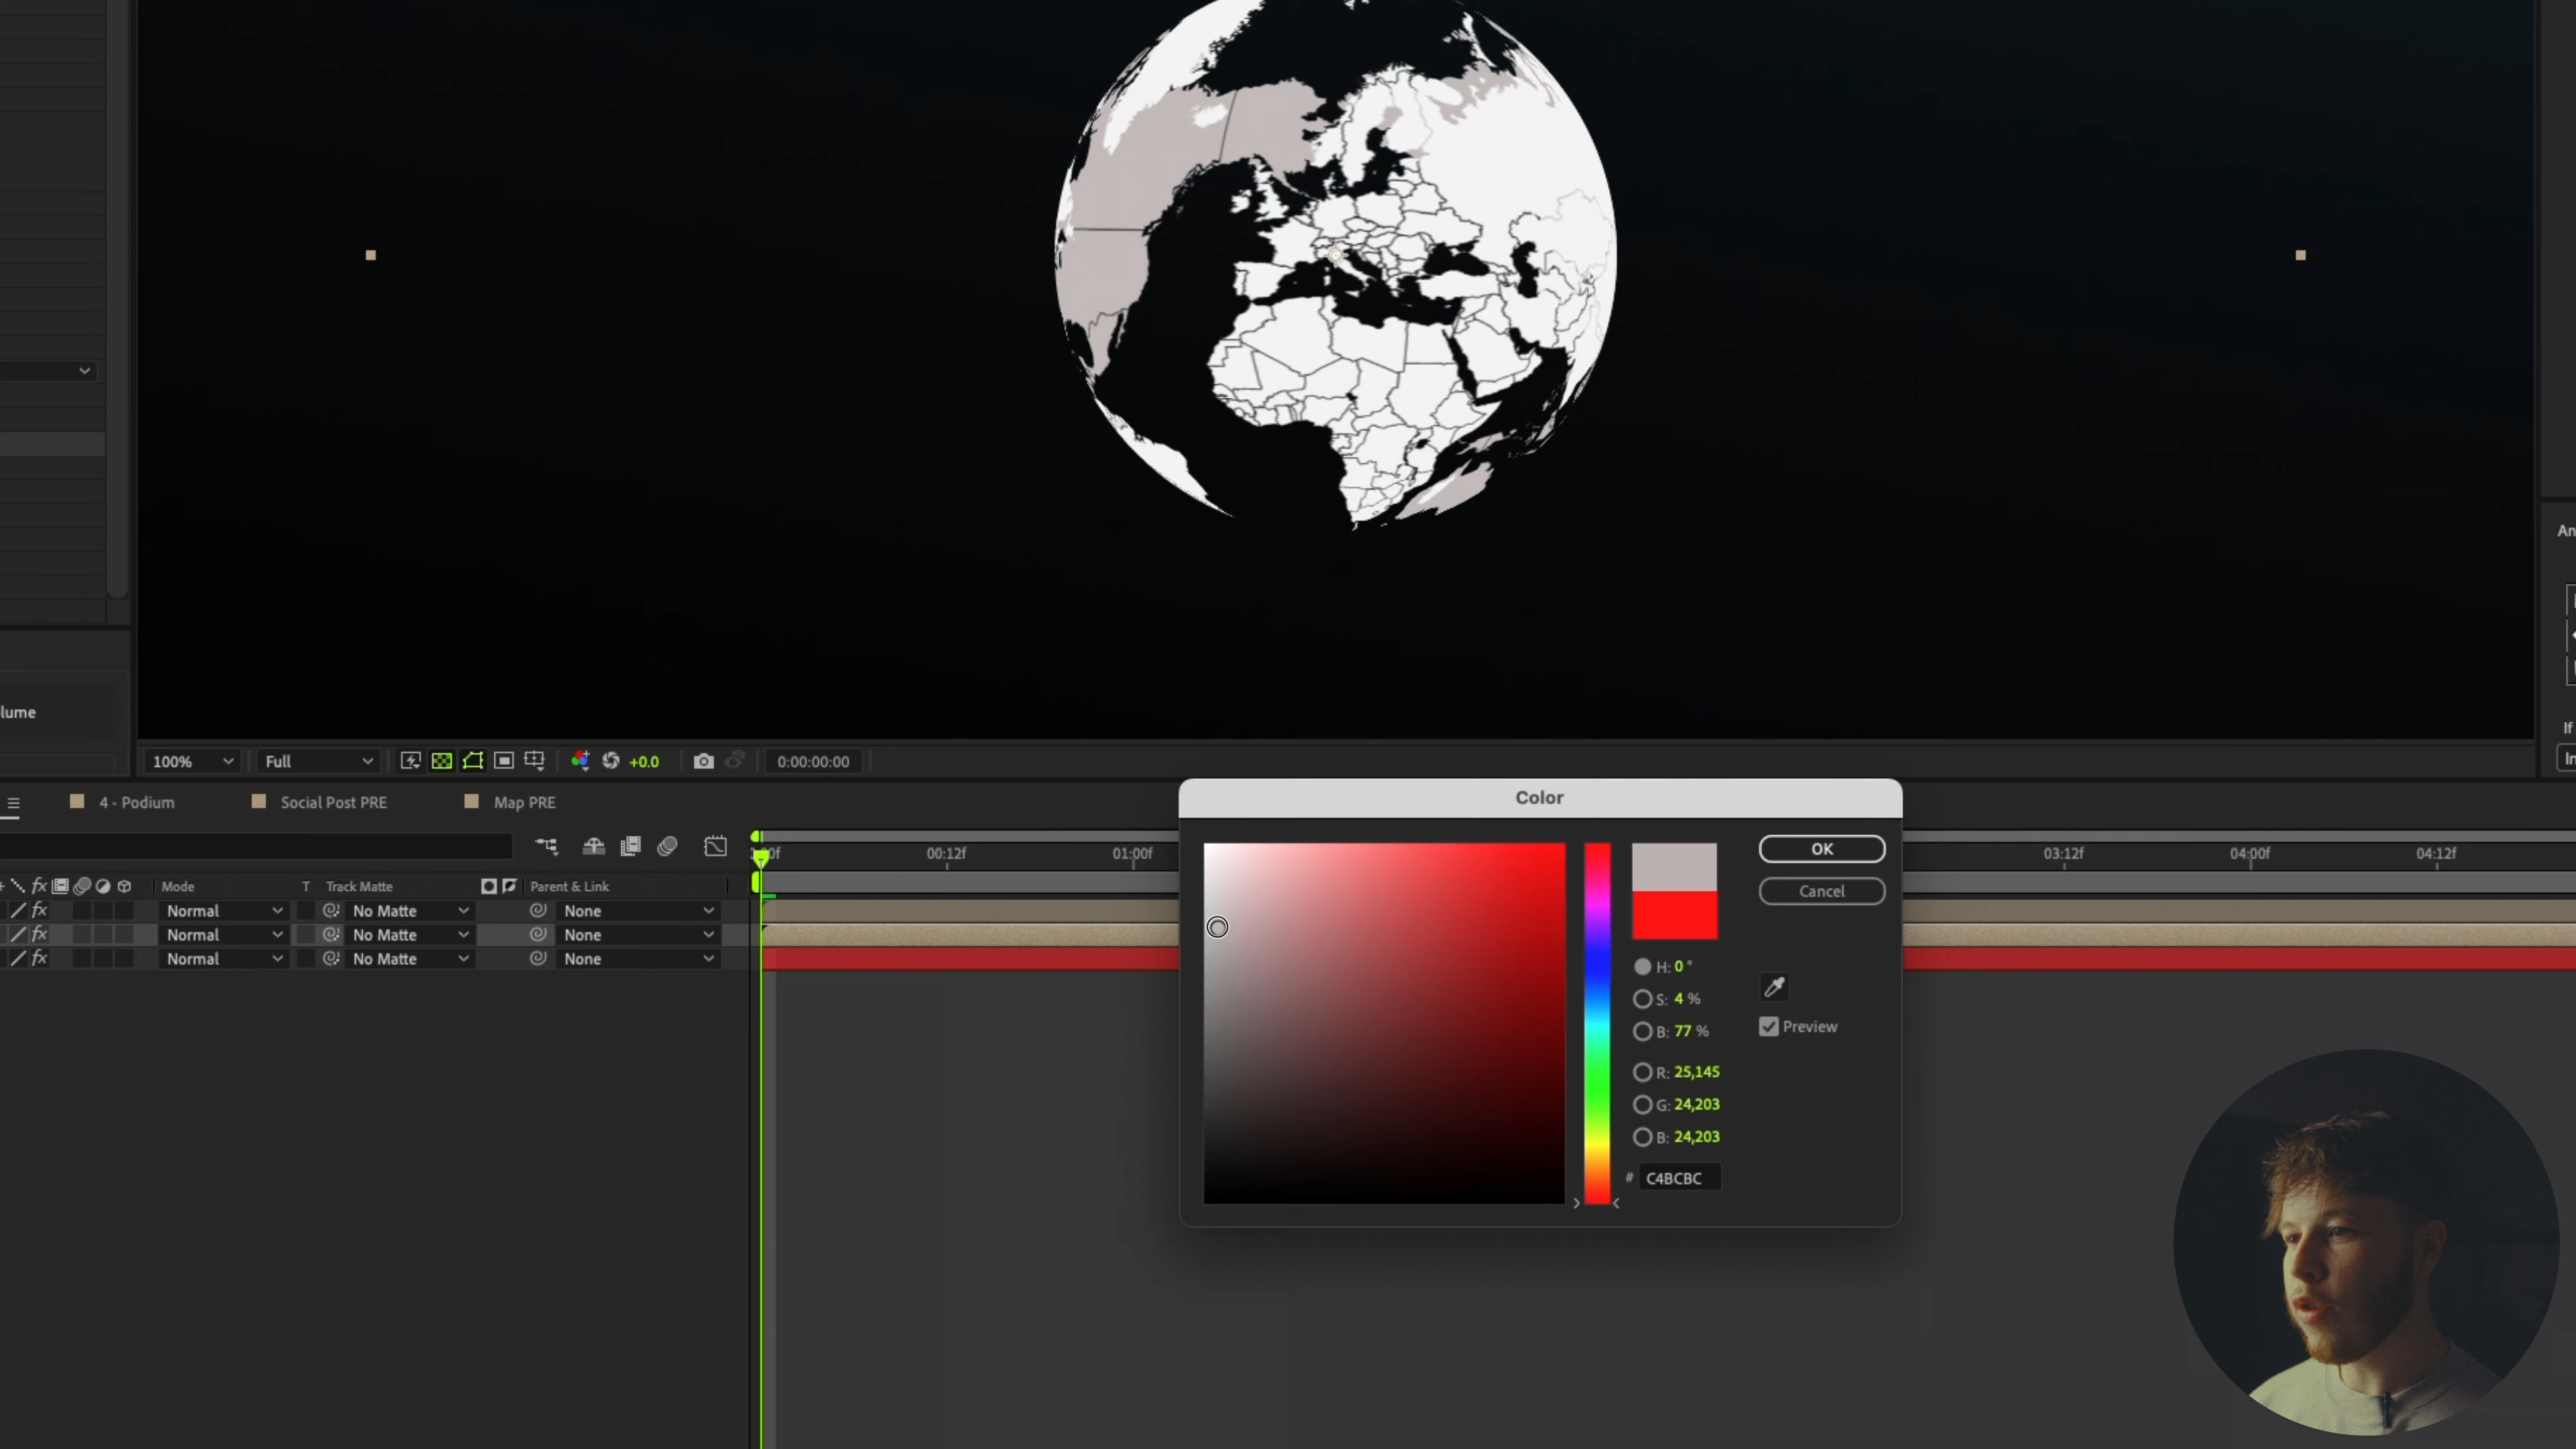 An
lume
If
In
100%
Full
+0.0
0:00:00:00
4 - Podium
Social Post PRE
Map PRE
Color
00:12f
01:00f
03:12f
04:00f
04:12f
Mode
T
Track Matte
Parent & Link
Normal
No Matte
None
Normal
No Matte
None
Normal
No Matte
None
OK
Cancel
H: 0 °
S: 4 %
B: 77 %
Preview
R: 25,145
G: 24,203
B: 24,203
# C4BCBC